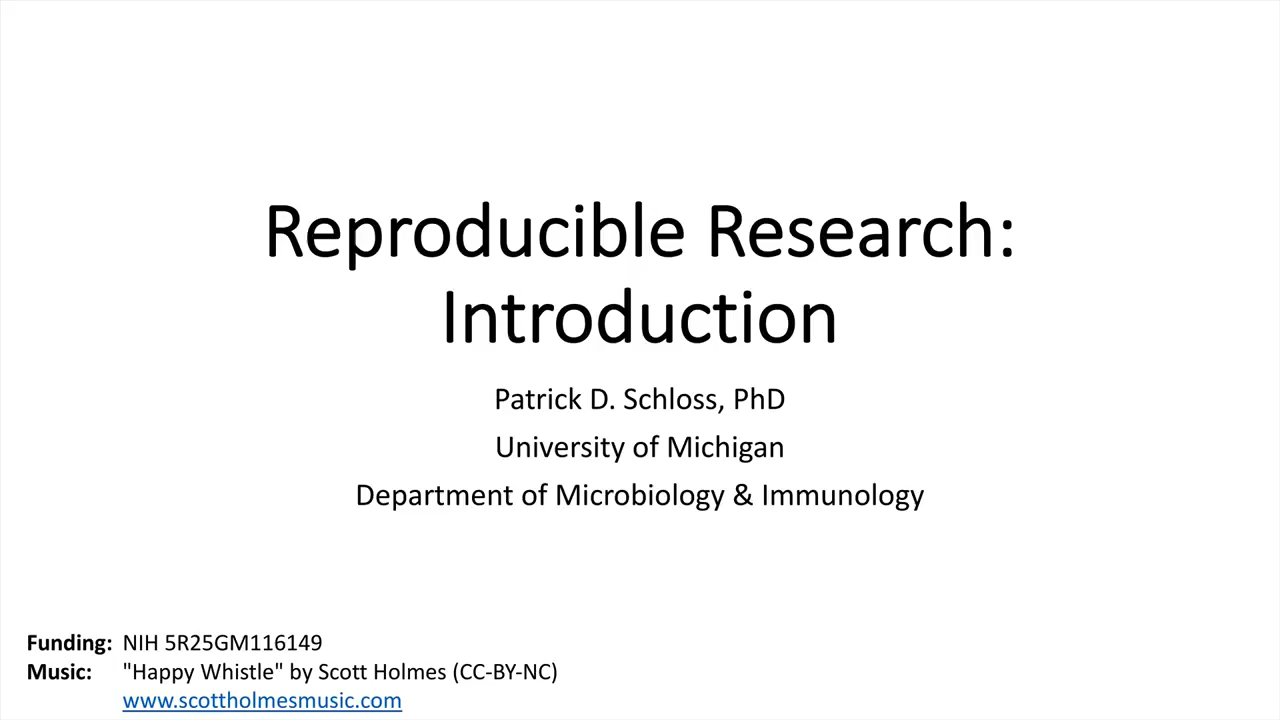 Reproducible Research:
Introduction
Patrick D. Schloss, PhD
University of Michigan
Department of Microbiology & Immunology
Funding: NIH 5R25GM116149
Music: "Happy Whistle" by Scott Holmes (CC-BY-NC)
www.scottholmesmusic.com